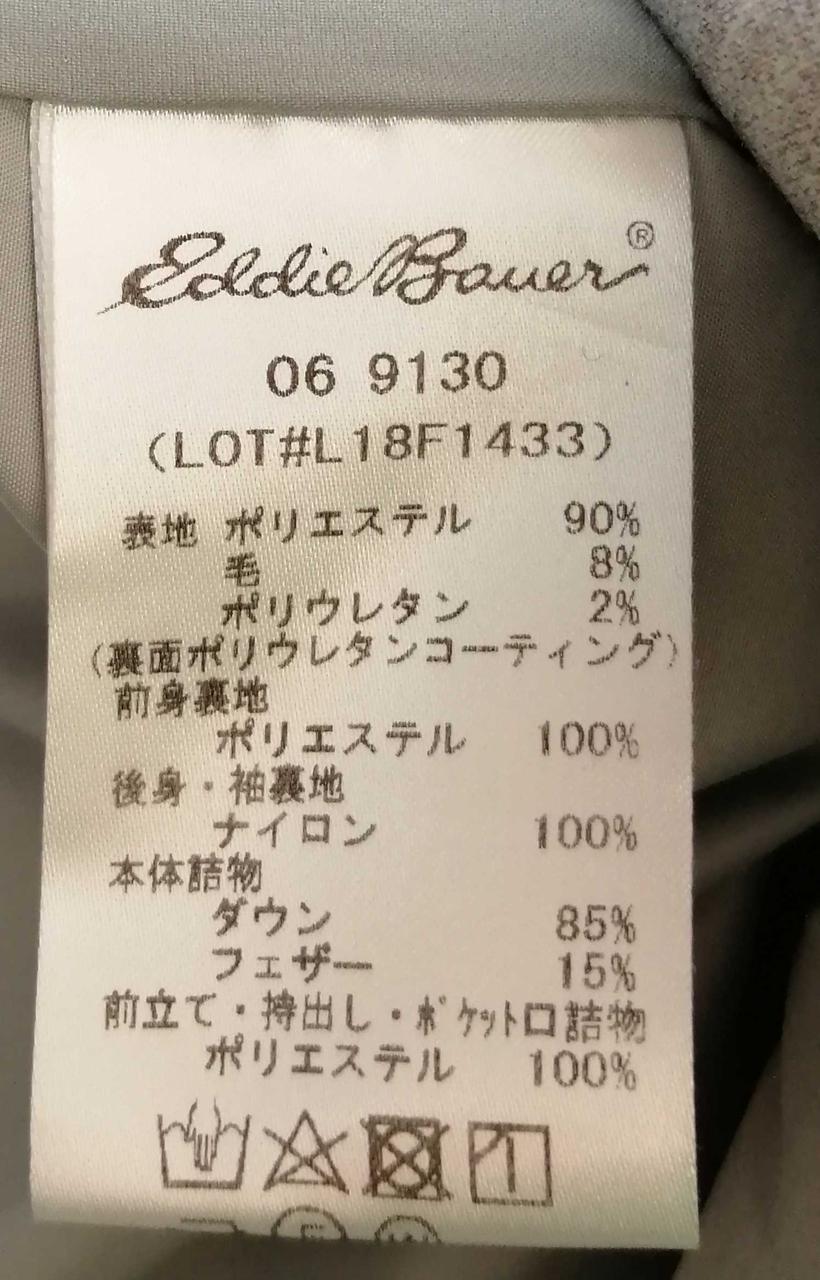 Eddie Bauer®
06 9130
(LOT#L18F1433)
表地 ポリエステル 90%
毛 8%
ポリウレタン 2%
(裏面ポリウレタンコーティング)
前身裏地
ポリエステル 100%
後身・袖裏地
ナイロン 100%
本体詰物
ダウン 85%
フェザー 15%
前立て・持出し・ポケット口詰物
ポリエステル 100%